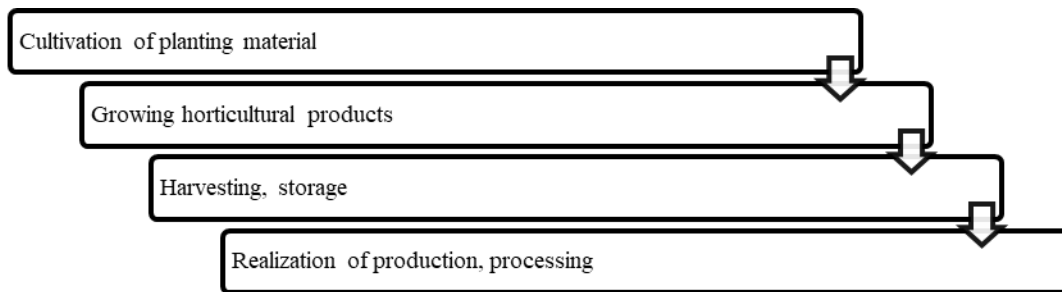 Cultivation of planting material
Growing horticultural products
Harvesting, storage
Realization of production, processing